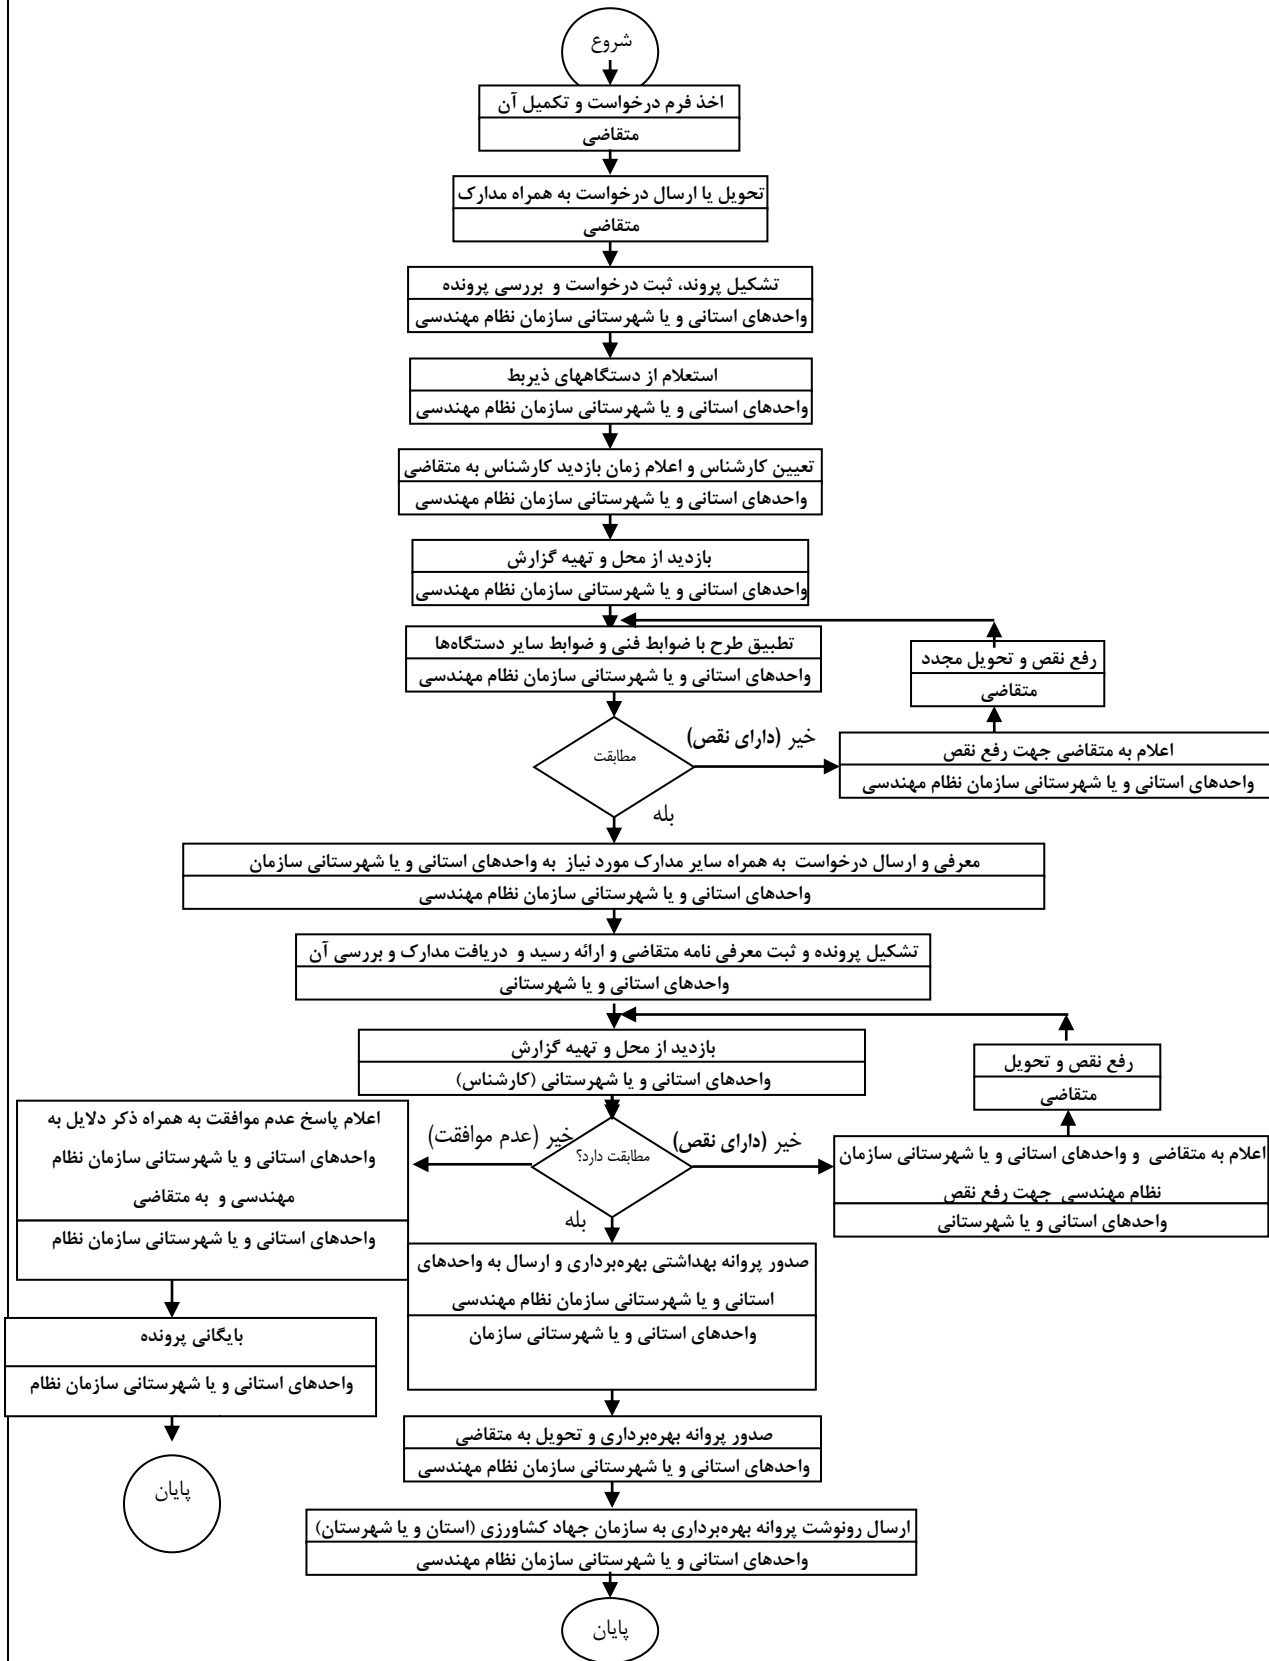 شروع
اخذ فرم درخواست و تکمیل آن
متقاضی
تحویل یا ارسال درخواست به همراه مدارک
متقاضی
تشکیل پروند، ثبت درخواست و بررسی پرونده
واحدهای استانی و یا شهرستانی سازمان نظام مهندسی
استعلام از دستگاههای ذیربط
واحدهای استانی و یا شهرستانی سازمان نظام مهندسی
تعیین کارشناس و اعلام زمان بازدید کارشناس به متقاضی
واحدهای استانی و یا شهرستانی سازمان نظام مهندسی
بازدید از محل و تهیه گزارش
واحدهای استانی و یا شهرستانی سازمان نظام مهندسی
تطبیق طرح با ضوابط فنی و ضوابط سایر دستگاه‌ها
واحدهای استانی و یا شهرستانی سازمان نظام مهندسی
رفع نقص و تحویل مجدد
متقاضی
مطابقت
خیر (دارای نقص)
اعلام به متقاضی جهت رفع نقص
واحدهای استانی و یا شهرستانی سازمان نظام مهندسی
بله
معرفی و ارسال درخواست به همراه سایر مدارک مورد نیاز به واحدهای استانی و یا شهرستانی سازمان
واحدهای استانی و یا شهرستانی سازمان نظام مهندسی
تشکیل پرونده و ثبت معرفی نامه متقاضی و ارائه رسید و دریافت مدارک و بررسی آن
واحدهای استانی و یا شهرستانی
بازدید از محل و تهیه گزارش
واحدهای استانی و یا شهرستانی (کارشناس)
رفع نقص و تحویل
متقاضی
مطابقت دارد؟
خیر (دارای نقص)
اعلام به متقاضی و واحدهای استانی و یا شهرستانی سازمان
نظام مهندسی جهت رفع نقص
واحدهای استانی و یا شهرستانی
خیر (عدم موافقت)
اعلام پاسخ عدم موافقت به همراه ذکر دلایل به
واحدهای استانی و یا شهرستانی سازمان نظام
مهندسی و به متقاضی
واحدهای استانی و یا شهرستانی سازمان نظام
بایگانی پرونده
واحدهای استانی و یا شهرستانی سازمان نظام
پایان
بله
صدور پروانه بهداشتی بهره‌برداری و ارسال به واحدهای
استانی و یا شهرستانی سازمان نظام مهندسی
واحدهای استانی و یا شهرستانی سازمان
صدور پروانه بهره‌برداری و تحویل به متقاضی
واحدهای استانی و یا شهرستانی سازمان نظام مهندسی
ارسال رونوشت پروانه بهره‌برداری به سازمان جهاد کشاورزی (استان و یا شهرستان)
واحدهای استانی و یا شهرستانی سازمان نظام مهندسی
پایان